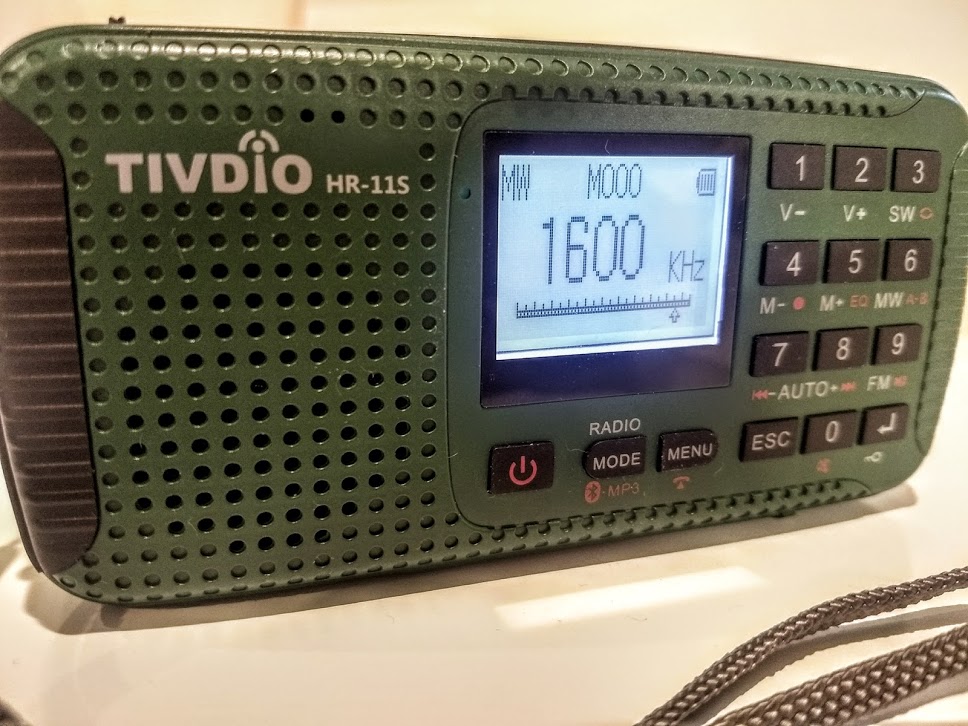 TIVDIO HR-11S
MW M000
1600 KHz
1 2 3
V- V+ SW
4 5 6
M- M+ EQ MW A-B
7 8 9
-AUTO+ FM
ESC 0
RADIO
MODE MENU
-MP3